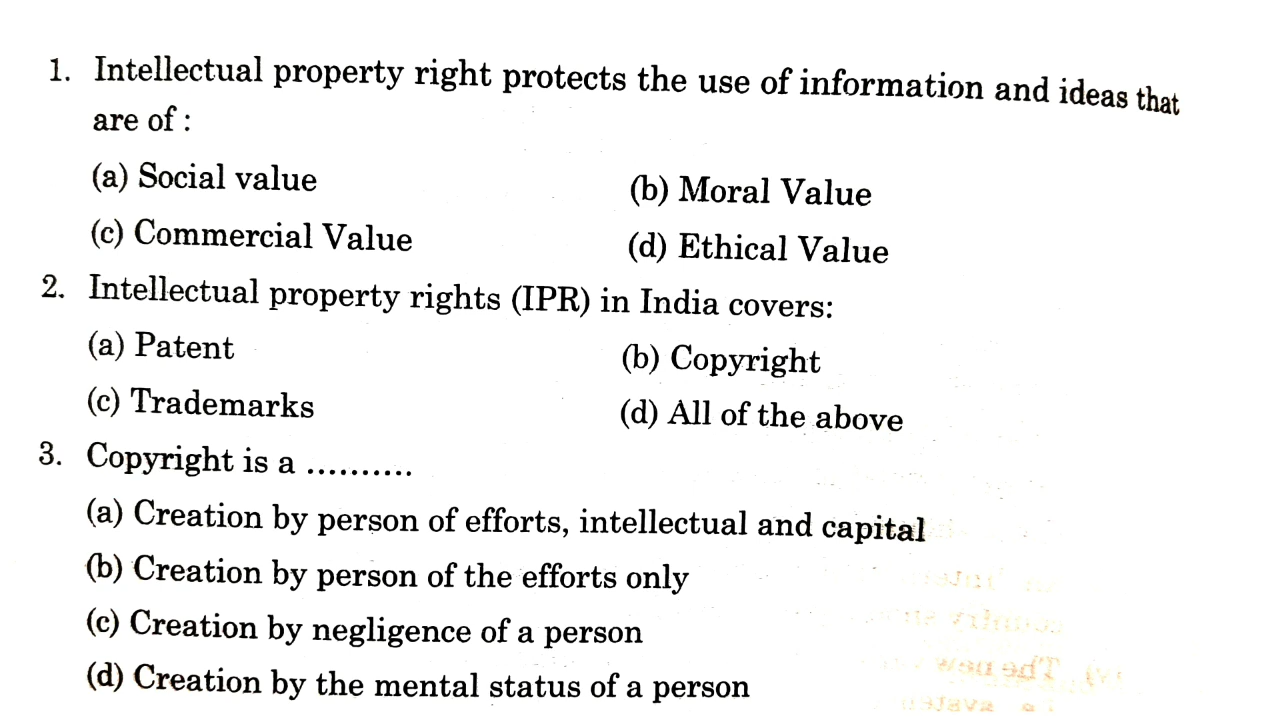 1. Intellectual property right protects the use of information and ideas that
are of :
(a) Social value (b) Moral Value
(c) Commercial Value (d) Ethical Value
2. Intellectual property rights (IPR) in India covers:
(a) Patent (b) Copyright
(c) Trademarks (d) All of the above
3. Copyright is a ..........
(a) Creation by person of efforts, intellectual and capital
(b) Creation by person of the efforts only
(c) Creation by negligence of a person
(d) Creation by the mental status of a person